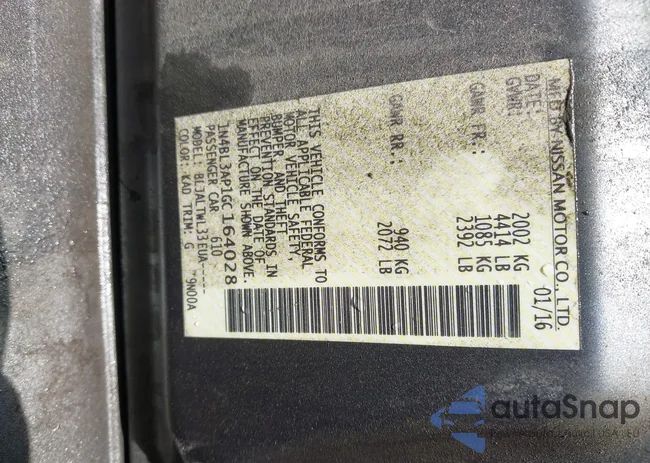 MFD BY NISSAN MOTOR CO., LTD.
DATE: 01/16
GVWR: 2002 KG
4414 LB
GAWR FR.: 1085 KG
2392 LB
GAWR RR.: 940 KG
2072 LB
THIS VEHICLE CONFORMS TO
ALL APPLICABLE FEDERAL
MOTOR VEHICLE SAFETY,
BUMPER, AND THEFT
PREVENTION STANDARDS IN
EFFECT ON THE DATE OF
MANUFACTURE SHOWN ABOVE.
1N4BL3AP1GC164028
PASSENGER CAR 610
MODEL: BL3ALTWL33EUA-----
COLOR: KAD TRIM: G *9N00A
autoSnap